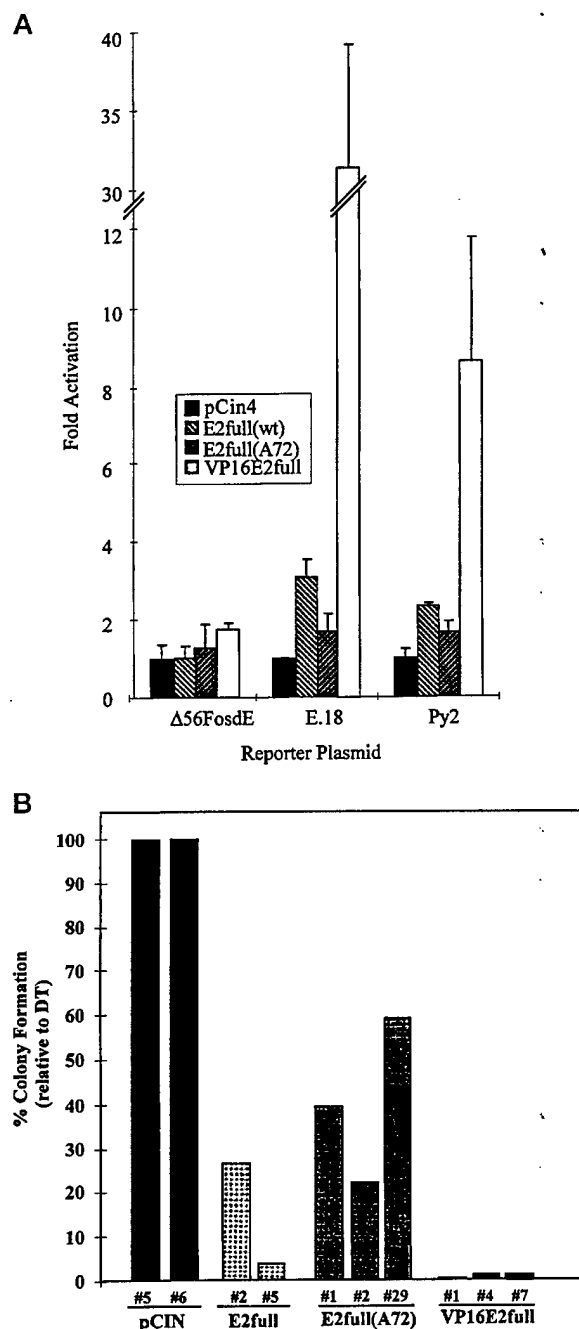 A
40
35
30
12
10
8
6
4
2
0
Fold Activation
pCin4
E2full(wt)
E2full(A72)
VP16E2full
Δ56FosdE E.18 Py2
Reporter Plasmid
B
100
90
80
70
60
50
40
30
20
10
0
% Colony Formation
(relative to DT)
#5 #6 #2 #5 #1 #2 #29 #1 #4 #7
pCIN E2full E2full(A72) VP16E2full